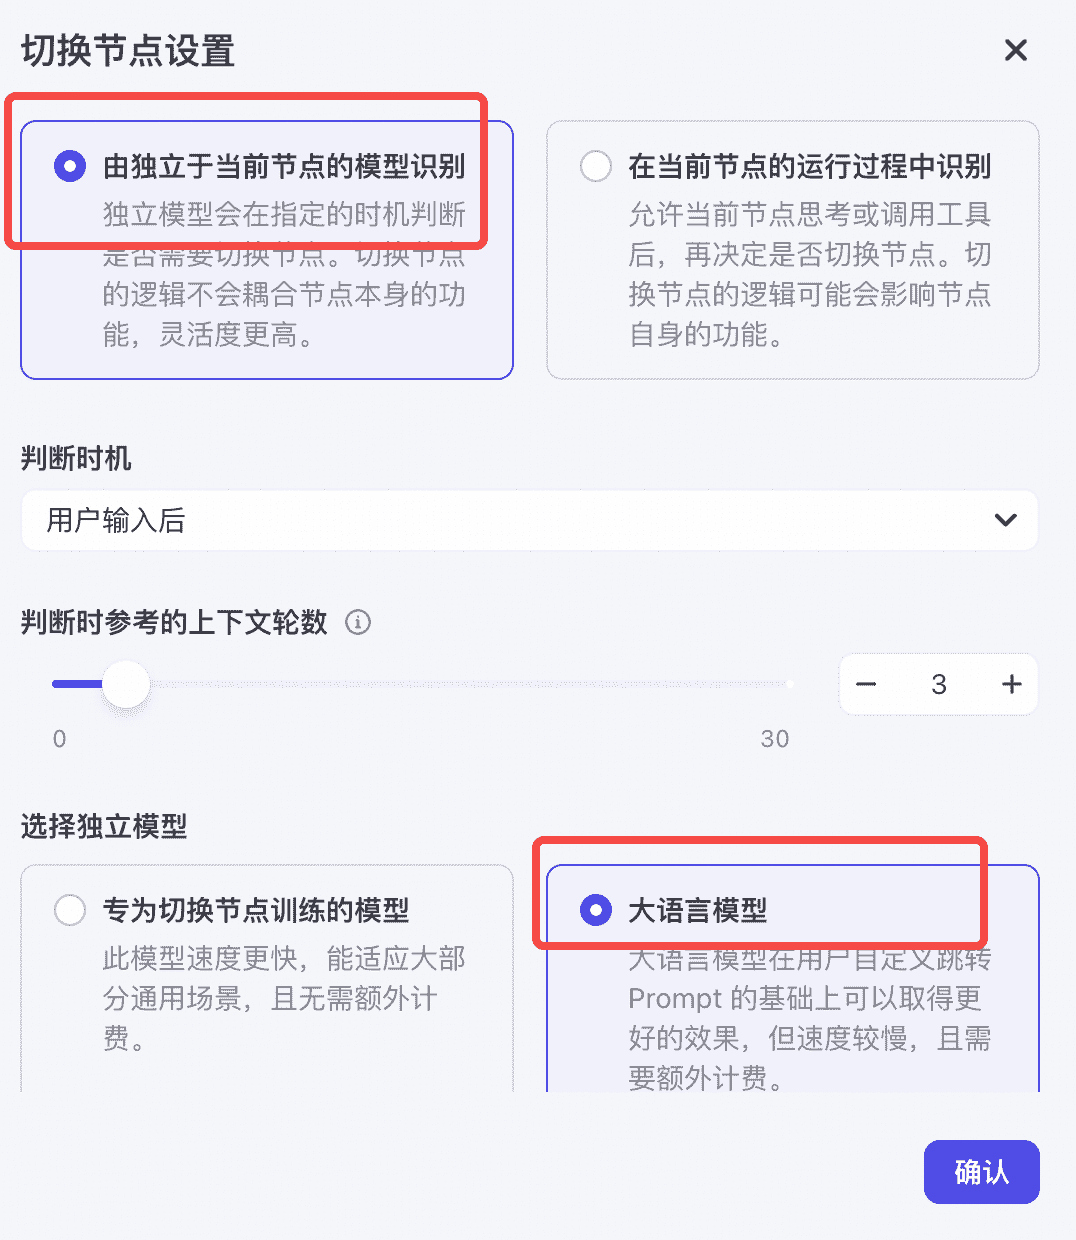 切换节点设置
由独立于当前节点的模型识别
独立模型会在指定的时机判断
是否需要切换节点。切换节点
的逻辑不会耦合节点本身的功
能，灵活度更高。
在当前节点的运行过程中识别
允许当前节点思考或调用工具
后，再决定是否切换节点。切
换节点的逻辑可能会影响节点
自身的功能。
判断时机
用户输入后
判断时参考的上下文轮数
3
0
30
选择独立模型
专为切换节点训练的模型
此模型速度更快，能适应大部
分通用场景，且无需额外计
费。
大语言模型
大语言模型在用户自定义跳转
Prompt 的基础上可以取得更
好的效果，但速度较慢，且需
要额外计费。
确认